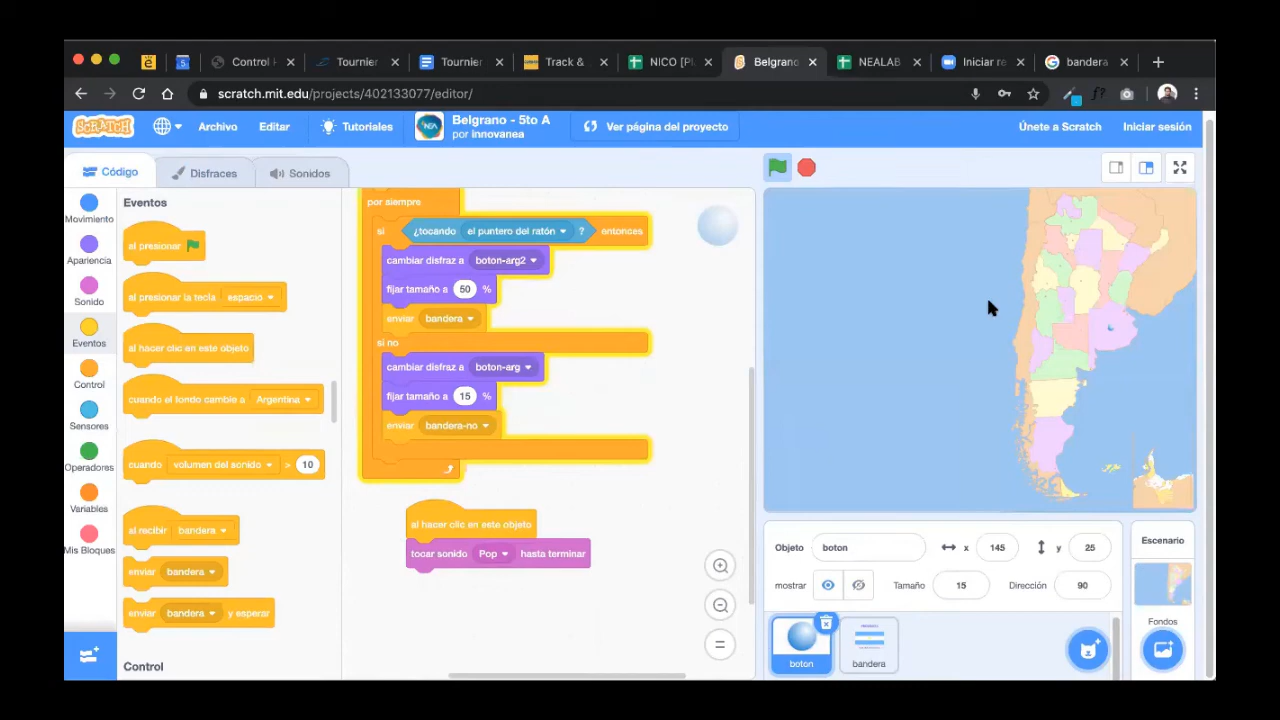 Control H
Tournier
Tournier
Track &
NICO [PL
Belgrano
NEALAB
Iniciar re
bandera
scratch.mit.edu/projects/402133077/editor/
SCRATCH
Archivo
Editar
Tutoriales
Belgrano - 5to A
por innovanea
Ver página del proyecto
Únete a Scratch
Iniciar sesión
Código
Disfraces
Sonidos
Movimiento
Apariencia
Sonido
Eventos
Control
Sensores
Operadores
Variables
Mis Bloques
Eventos
al presionar
al presionar la tecla espacio
al hacer clic en este objeto
cuando el fondo cambie a Argentina
cuando volumen del sonido > 10
al recibir bandera
enviar bandera
enviar bandera y esperar
Control
por siempre
si ¿tocando el puntero del ratón ? entonces
cambiar disfraz a boton-arg2
fijar tamaño a 50 %
enviar bandera
si no
cambiar disfraz a boton-arg
fijar tamaño a 15 %
enviar bandera-no
al hacer clic en este objeto
tocar sonido Pop hasta terminar
Objeto boton x 145 y 25
mostrar Tamaño 15 Dirección 90
boton
bandera
Escenario
Fondos